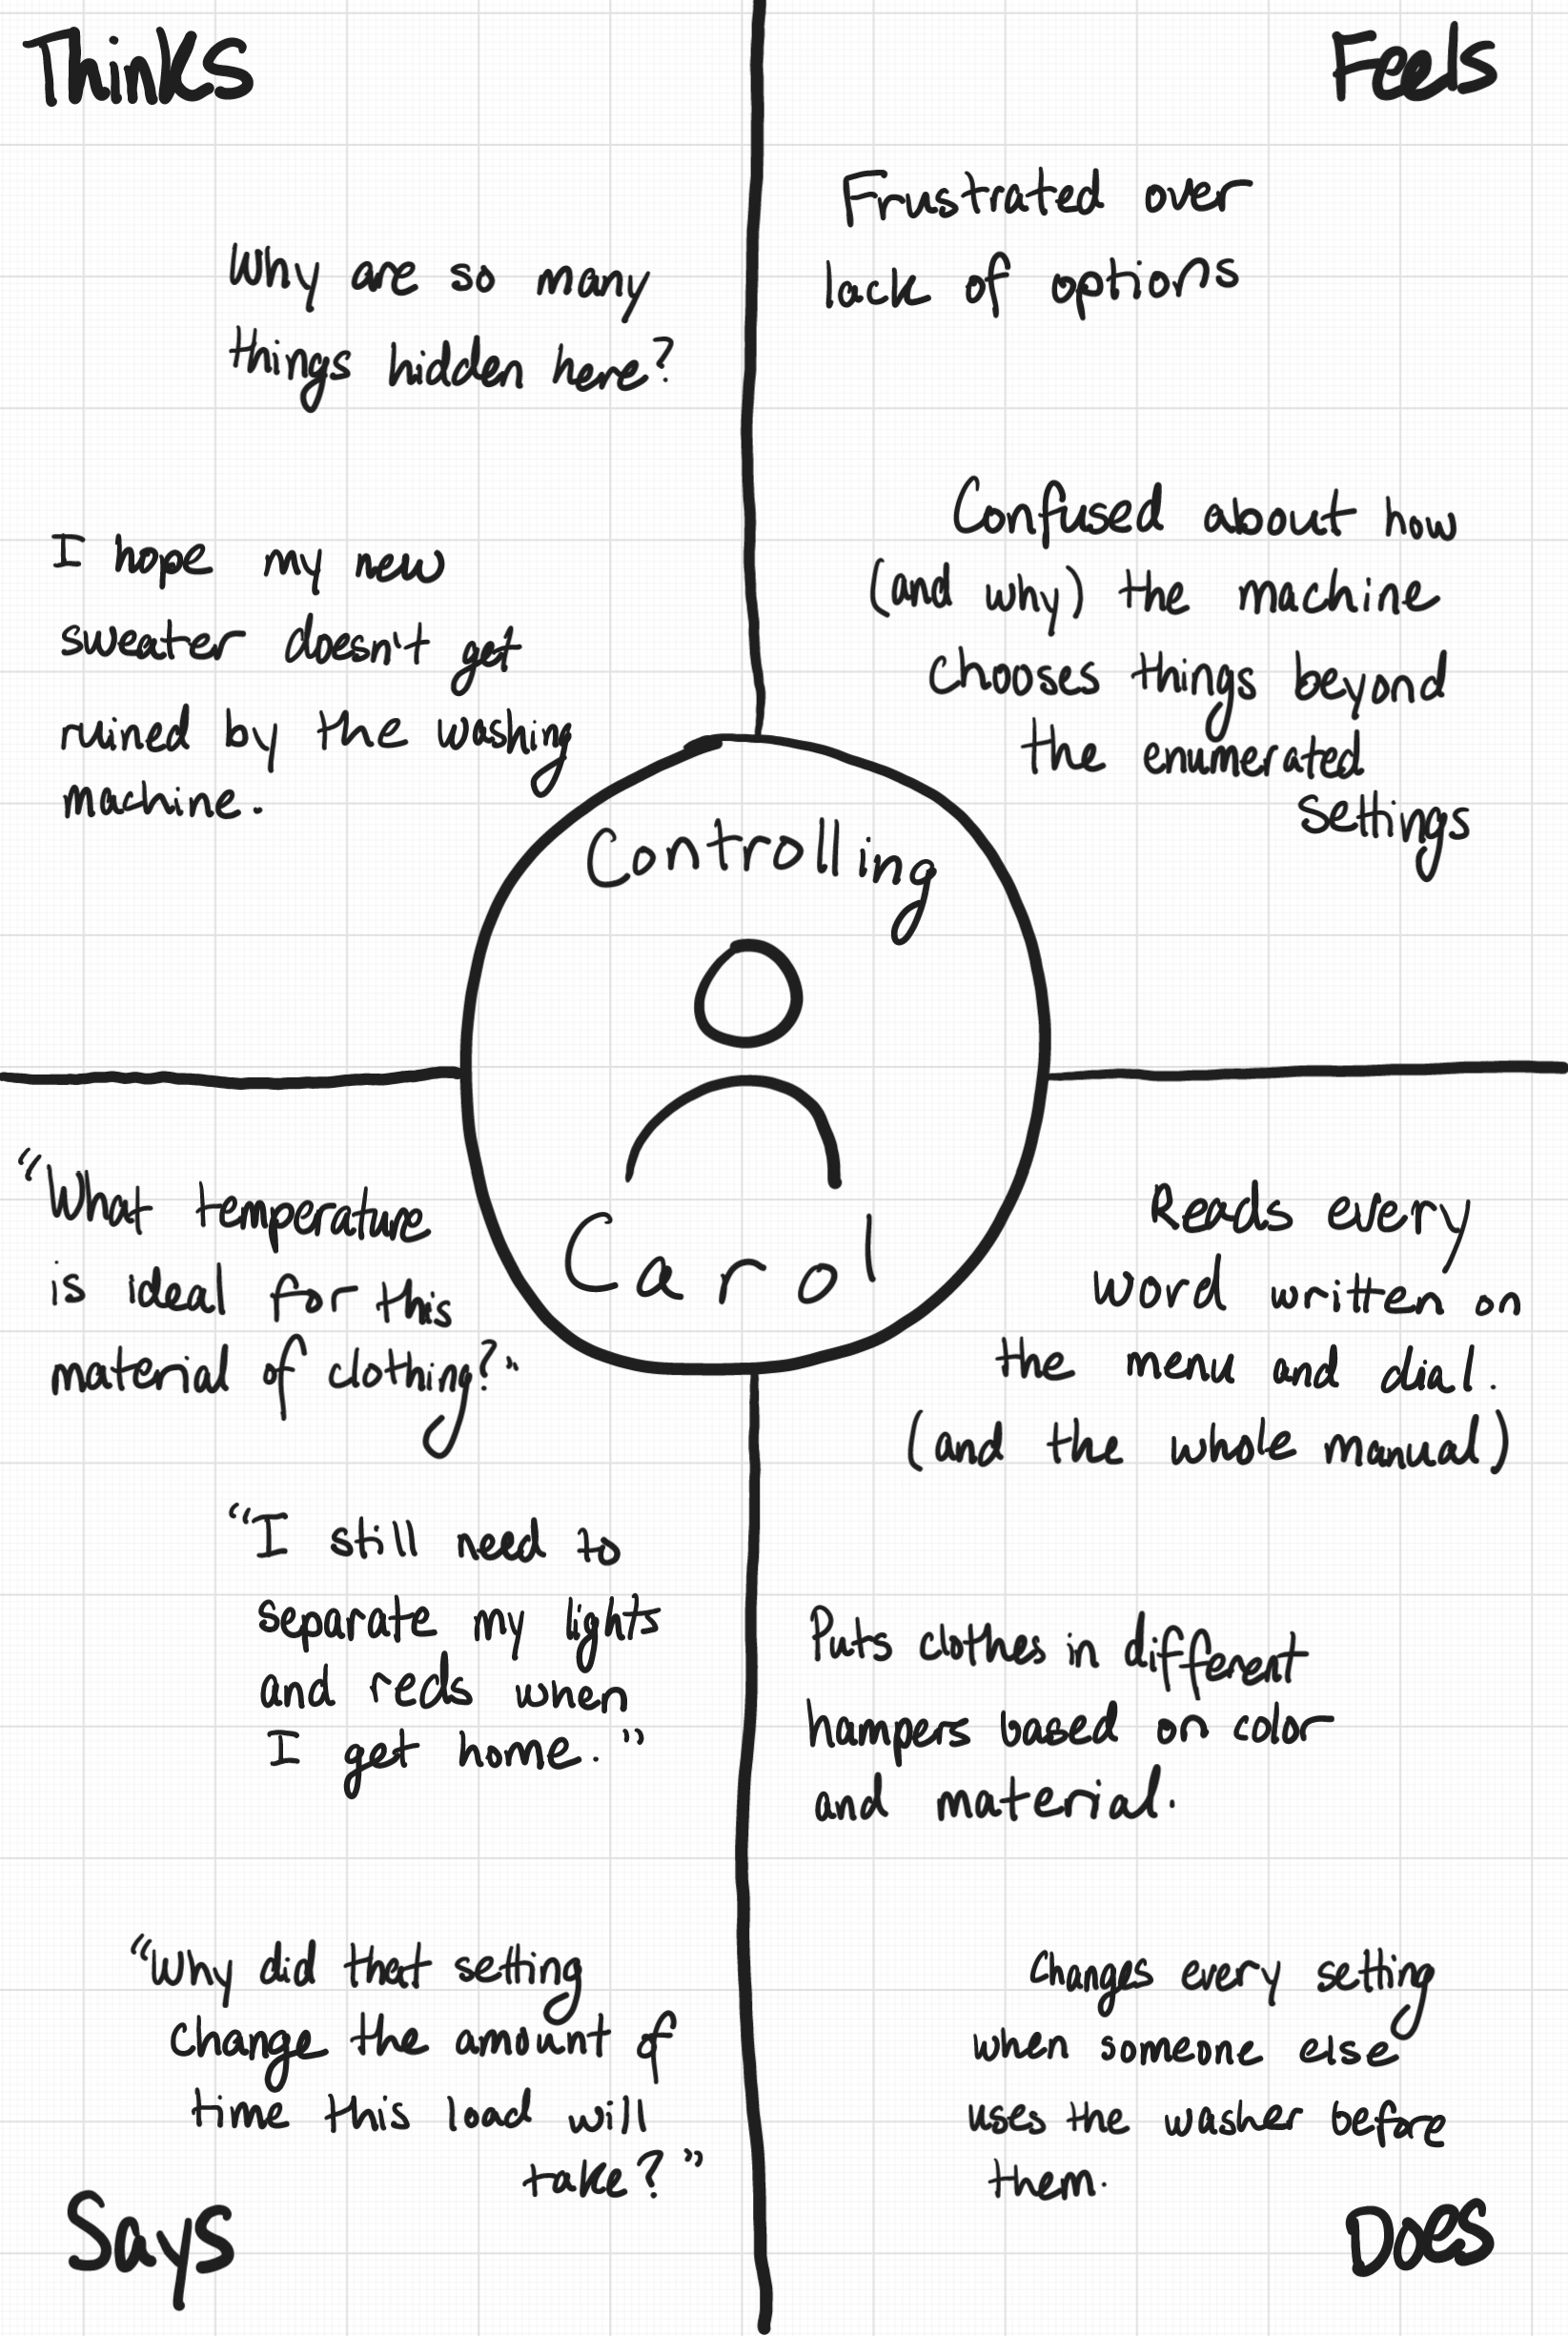 Thinks
Why are so many
things hidden here?
I hope my new
sweater doesn't get
ruined by the washing
machine.
Feels
Frustrated over
lack of options
Confused about how
(and why) the machine
chooses things beyond
the enumerated
settings
Controlling
Carol
"What temperature
is ideal for this
material of clothing?"
"I still need to
separate my lights
and reds when
I get home."
"Why did that setting
change the amount of
time this load will
take?"
Says
Reads every
word written on
the menu and dial.
(and the whole manual)
Puts clothes in different
hampers based on color
and material.
Changes every setting
when someone else
uses the washer before
them.
Does